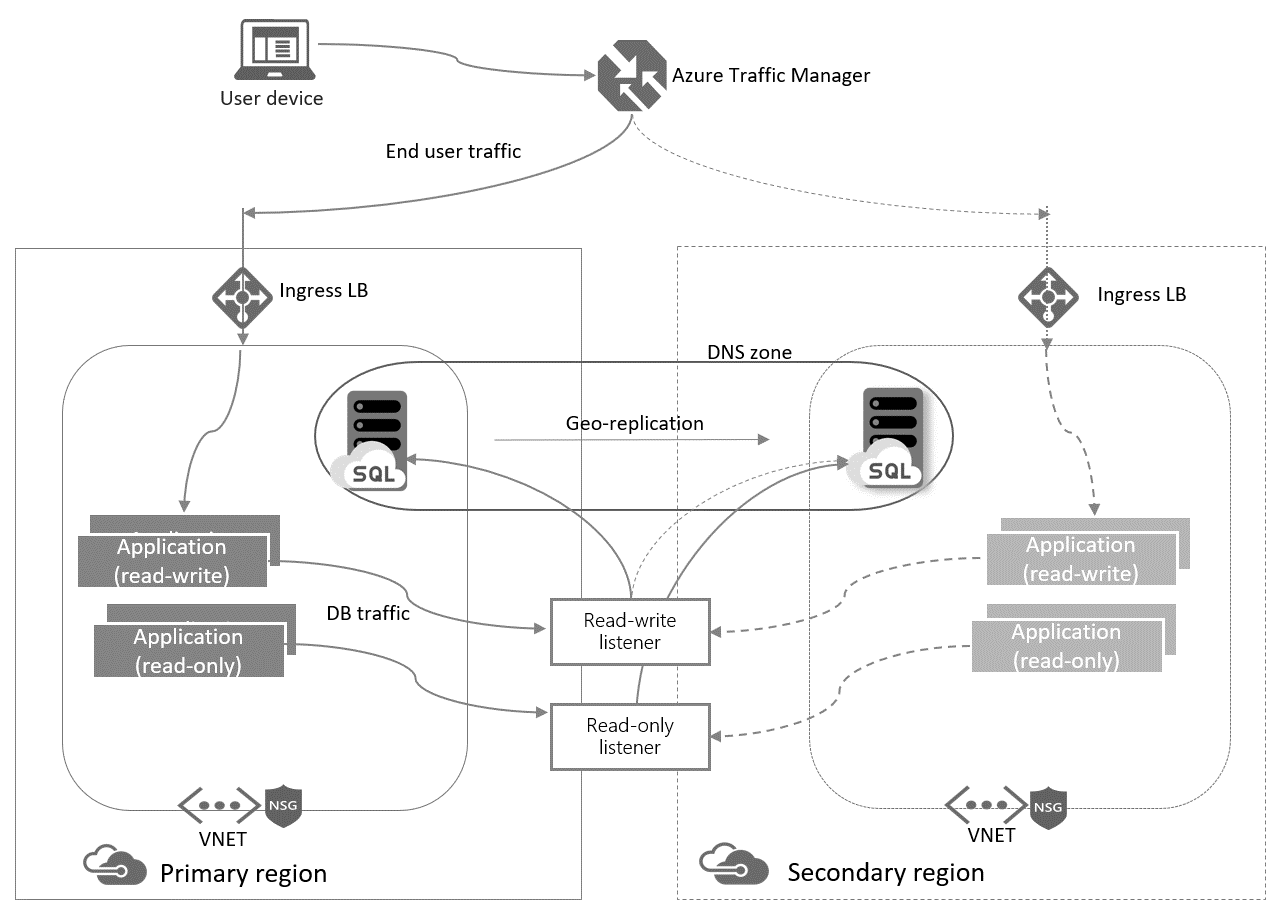 User device
Azure Traffic Manager
End user traffic
Ingress LB
Ingress LB
DNS zone
Geo-replication
SQL
SQL
Application
(read-write)
Application
(read-only)
DB traffic
Read-write
listener
Read-only
listener
Application
(read-write)
Application
(read-only)
NSG
VNET
NSG
VNET
Primary region
Secondary region